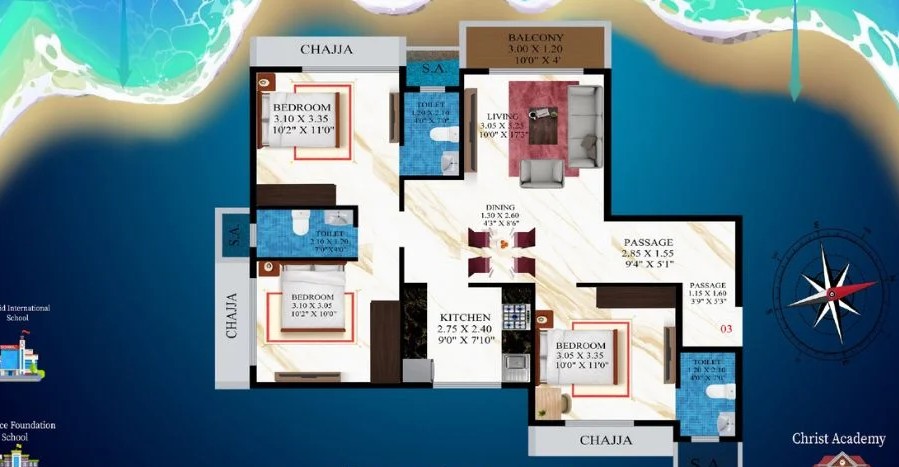 CHAJJA
BALCONY
3.00 X 1.20
10'0" X 4'
S.A.
BEDROOM
3.10 X 3.35
10'2" X 11'0"
TOILET
1.20 X 2.10
4'0" X 7'0"
LIVING
3.05 X 5.25
10'0" X 17'3"
DINING
1.30 X 2.60
4'3" X 8'6"
S.A.
TOILET
2.10 X 1.20
7'0" X 4'0"
PASSAGE
2.85 X 1.55
9'4" X 5'1"
PASSAGE
1.15 X 1.60
3'9" X 5'3"
03
CHAJJA
BEDROOM
3.10 X 3.05
10'2" X 10'0"
KITCHEN
2.75 X 2.40
9'0" X 7'10"
BEDROOM
3.05 X 3.35
10'0" X 11'0"
TOILET
1.20 X 2.10
4'0" X 7'0"
CHAJJA
S.A.
International
School
Foundation
School
Christ Academy